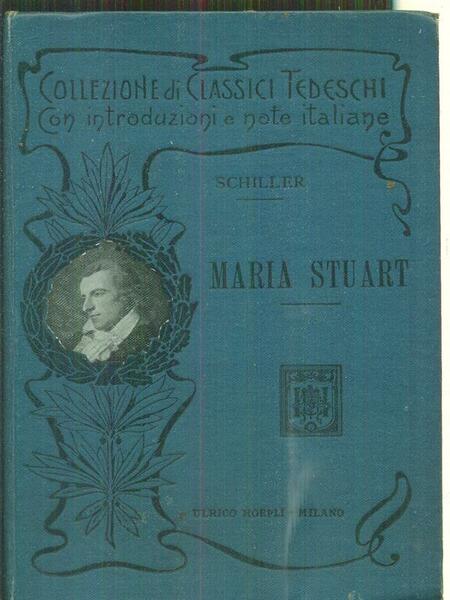 COLLEZIONE di CLASSICI TEDESCHI
Con introduzioni e note italiane
SCHILLER
MARIA STUART
ULRICO HOEPLI - MILANO